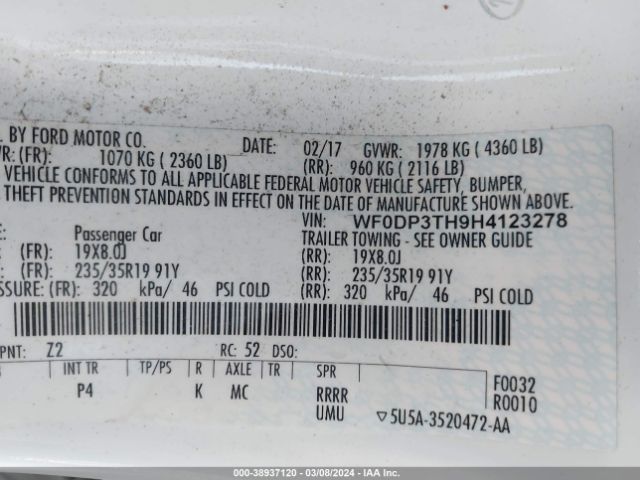 . BY FORD MOTOR CO. DATE: 02/17 GVWR: 1978 KG ( 4360 LB)
WR: (FR): 1070 KG ( 2360 LB) (RR): 960 KG ( 2116 LB)
VEHICLE CONFORMS TO ALL APPLICABLE FEDERAL MOTOR VEHICLE SAFETY, BUMPER,
THEFT PREVENTION STANDARDS IN EFFECT ON THE DATE OF MANUFACTURE SHOWN ABOVE.
VIN: WF0DP3TH9H4123278
: Passenger Car TRAILER TOWING - SEE OWNER GUIDE
(FR): 19X8.0J (RR): 19X8.0J
(FR): 235/35R19 91Y (RR): 235/35R19 91Y
SSURE: (FR): 320 kPa/ 46 PSI COLD (RR): 320 kPa/ 46 PSI COLD
PNT: Z2 RC: 52 DSO:
INT TR TP/PS R AXLE TR SPR
P4 K MC RRRR F0032
UMU R0010
▽5U5A-3520472-AA
000-38937120 - 03/08/2024 - IAAI.com